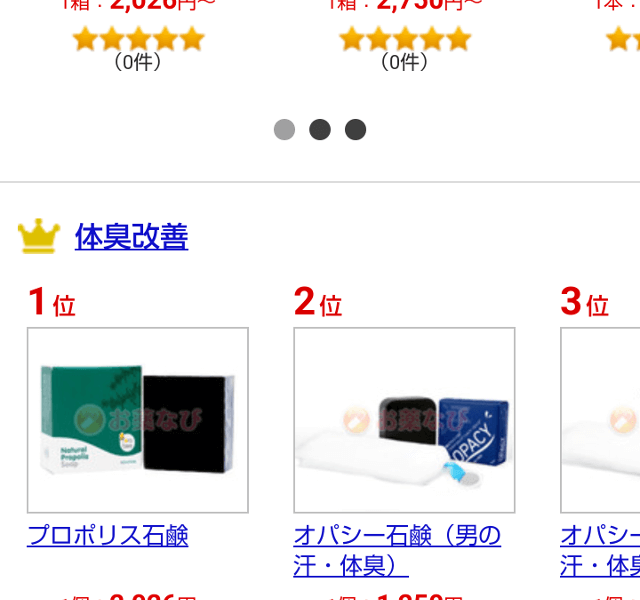 1箱：2,626円～
1箱：2,736円～
1本：
（0件）
（0件）
体臭改善
1位
2位
3位
お薬なび
Natural
Propolis
Soap
お薬なび
OPACY
プロポリス石鹸
オパシー石鹸（男の
汗・体臭）
オパシー
汗・体臭